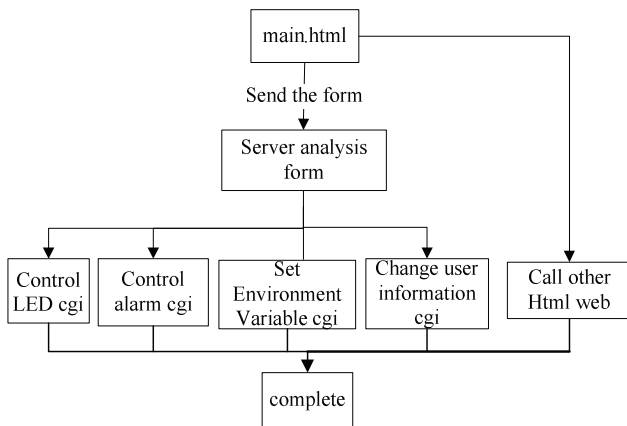 main.html
Send the form
Server analysis
form
Control
LED cgi
Control
alarm cgi
Set
Environment
Variable cgi
Change user
information
cgi
Call other
Html web
complete